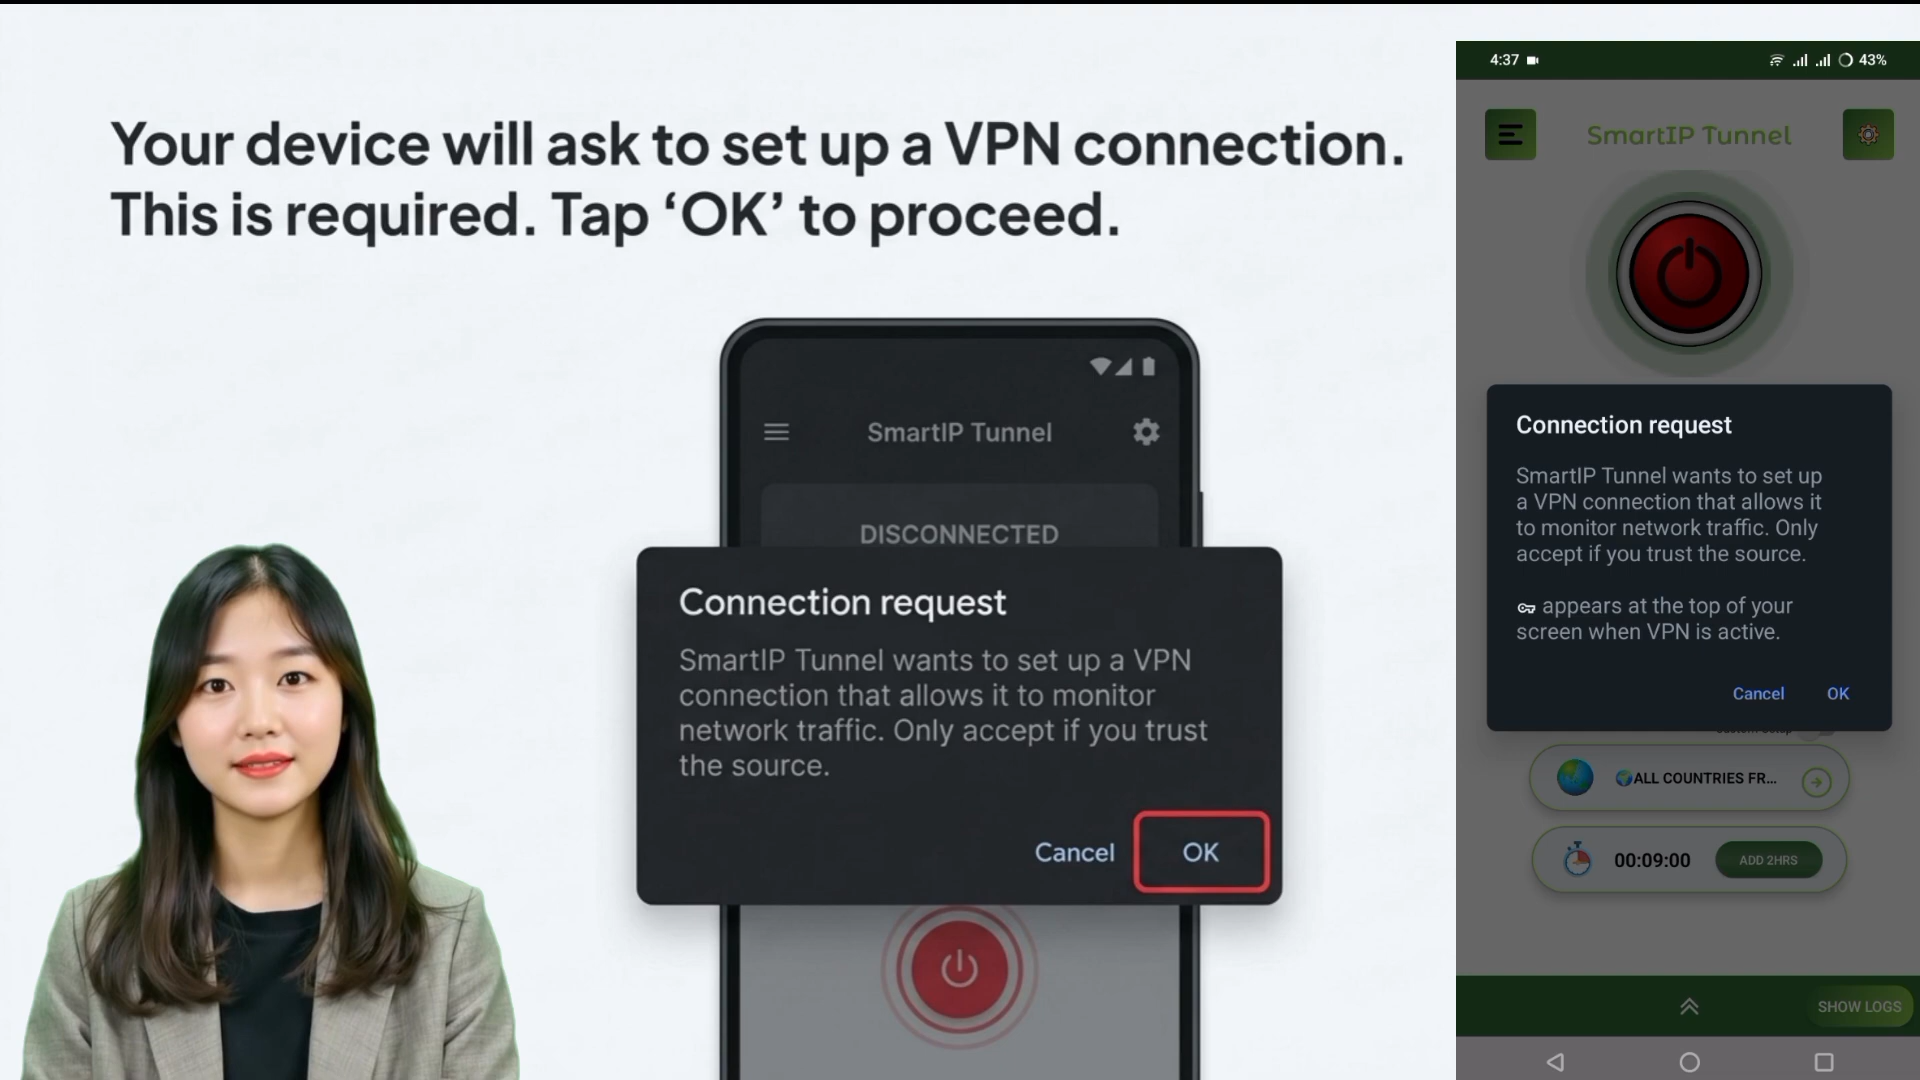 Your device will ask to set up a VPN connection.
This is required. Tap ‘OK’ to proceed.
SmartIP Tunnel
DISCONNECTED
Connection request
SmartIP Tunnel wants to set up a VPN
connection that allows it to monitor
network traffic. Only accept if you trust
the source.
Cancel
OK
4:37
43%
SmartIP Tunnel
Connection request
SmartIP Tunnel wants to set up
a VPN connection that allows it
to monitor network traffic. Only
accept if you trust the source.
appears at the top of your
screen when VPN is active.
Cancel
OK
ALL COUNTRIES FR...
00:09:00
ADD 2HRS
SHOW LOGS